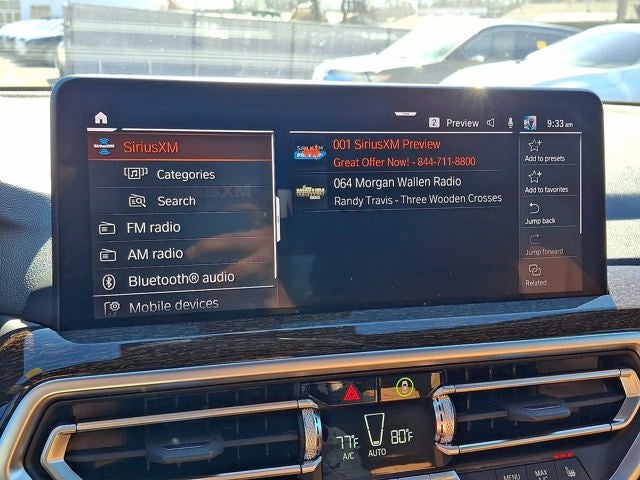 2 Preview 9:33 am
SiriusXM
SiriusXM
Categories
Search
FM radio
AM radio
Bluetooth® audio
Mobile devices
001 SiriusXM Preview
Great Offer Now! - 844-711-8800
064 Morgan Wallen Radio
Randy Travis - Three Wooden Crosses
Add to presets
Add to favorites
Jump back
Jump forward
Related
77°F
A/C
AUTO
80°F
MENU
MAX
A/C